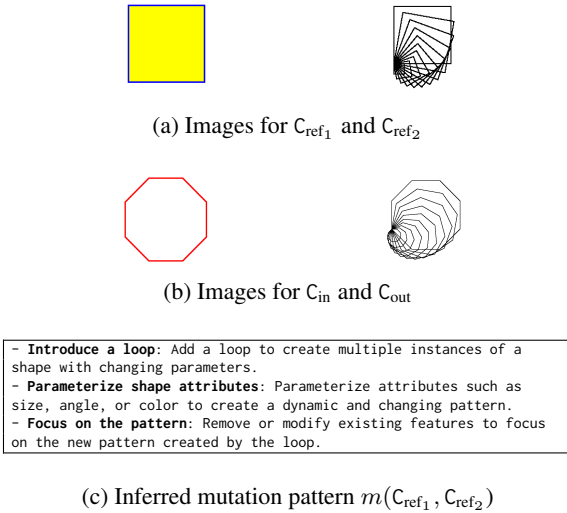 (a) Images for C_ref₁ and C_ref₂
(b) Images for C_in and C_out
– Introduce a loop: Add a loop to create multiple instances of a
shape with changing parameters.
– Parameterize shape attributes: Parameterize attributes such as
size, angle, or color to create a dynamic and changing pattern.
– Focus on the pattern: Remove or modify existing features to focus
on the new pattern created by the loop.
(c) Inferred mutation pattern m(C_ref₁, C_ref₂)